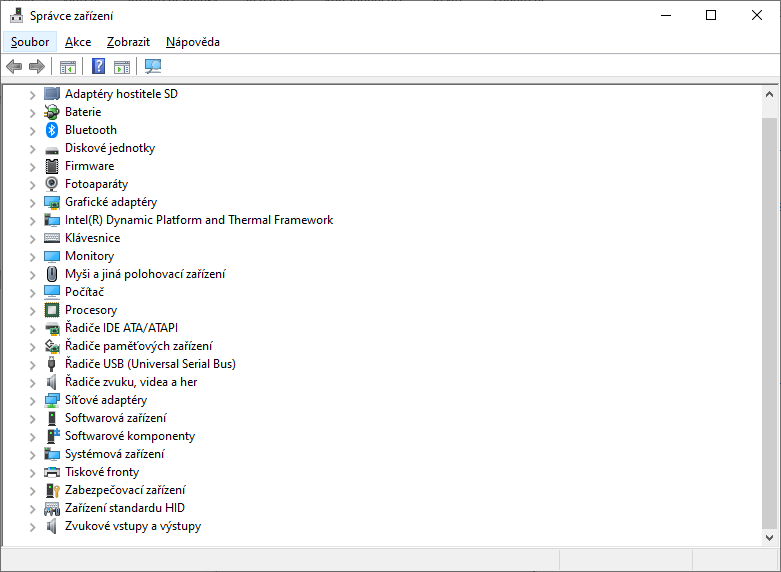 Správce zařízení
Soubor Akce Zobrazit Nápověda
Adaptéry hostitele SD
Baterie
Bluetooth
Diskové jednotky
Firmware
Fotoaparáty
Grafické adaptéry
Intel(R) Dynamic Platform and Thermal Framework
Klávesnice
Monitory
Myši a jiná polohovací zařízení
Počítač
Procesory
Řadiče IDE ATA/ATAPI
Řadiče paměťových zařízení
Řadiče USB (Universal Serial Bus)
Řadiče zvuku, videa a her
Síťové adaptéry
Softwarová zařízení
Softwarové komponenty
Systémová zařízení
Tiskové fronty
Zabezpečovací zařízení
Zařízení standardu HID
Zvukové vstupy a výstupy